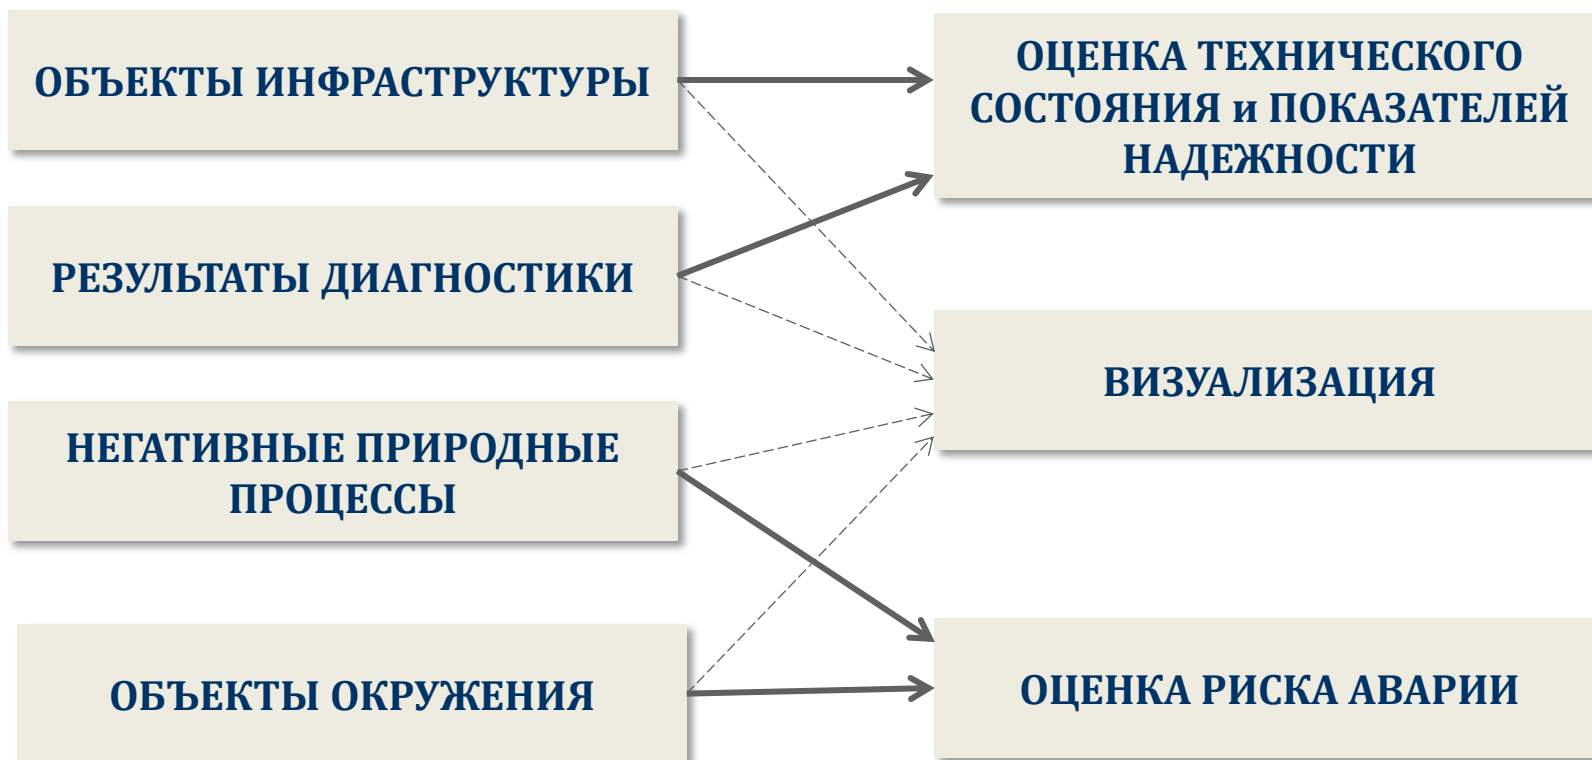 ОБЪЕКТЫ ИНФРАСТРУКТУРЫ
РЕЗУЛЬТАТЫ ДИАГНОСТИКИ
НЕГАТИВНЫЕ ПРИРОДНЫЕ
ПРОЦЕССЫ
ОБЪЕКТЫ ОКРУЖЕНИЯ
ОЦЕНКА ТЕХНИЧЕСКОГО
СОСТОЯНИЯ и ПОКАЗАТЕЛЕЙ
НАДЕЖНОСТИ
ВИЗУАЛИЗАЦИЯ
ОЦЕНКА РИСКА АВАРИИ